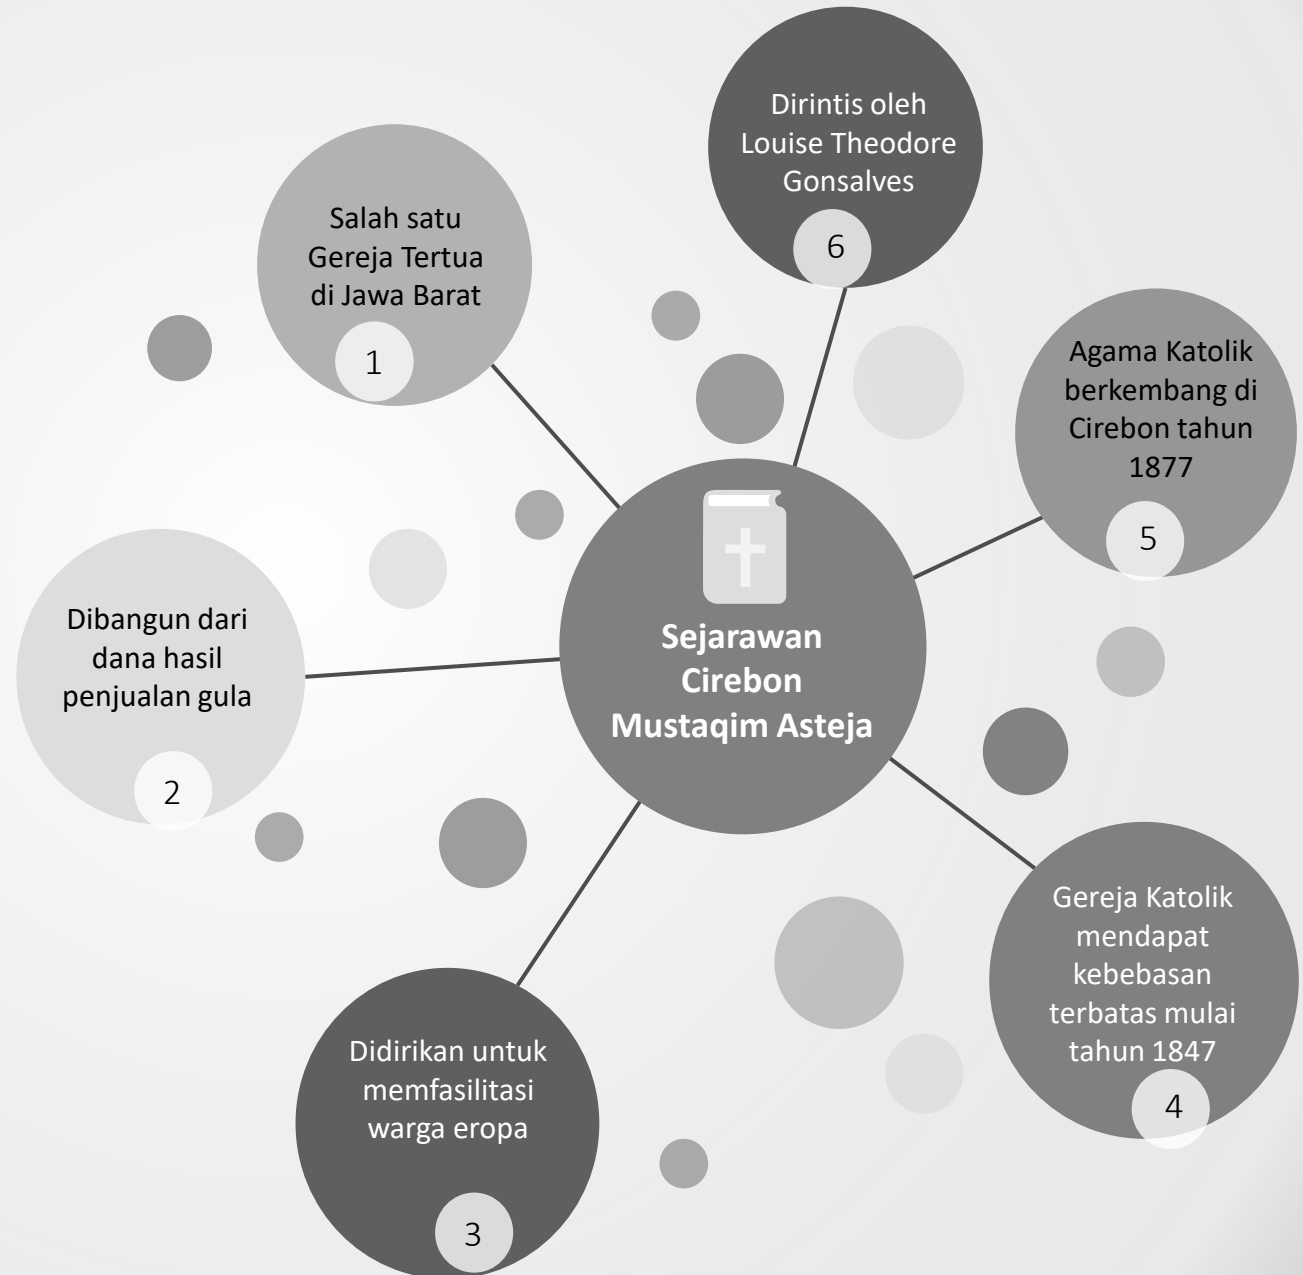 Sejarawan
Cirebon
Mustaqim Asteja
Salah satu
Gereja Tertua
di Jawa Barat
1
Dibangun dari
dana hasil
penjualan gula
2
Didirikan untuk
memfasilitasi
warga eropa
3
Gereja Katolik
mendapat
kebebasan
terbatas mulai
tahun 1847
4
Agama Katolik
berkembang di
Cirebon tahun
1877
5
Dirintis oleh
Louise Theodore
Gonsalves
6